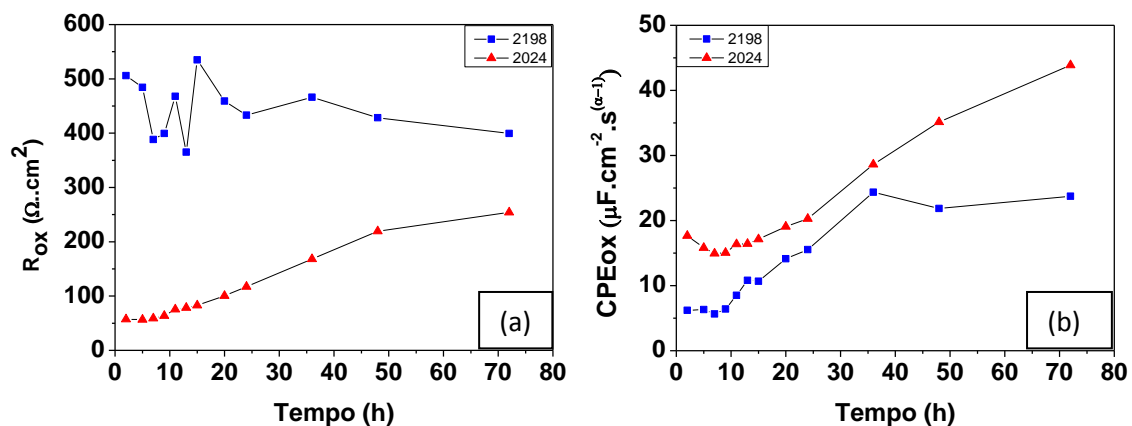 600
500
400
300
200
100
0
0 10 20 30 40 50 60 70 80
R_ox (Ω..cm²)
Tempo (h)
2198
2024
(a)
50
40
30
20
10
0
0 10 20 30 40 50 60 70 80
CPEox (μF.cm⁻².s⁽ᵅ⁻¹⁾)
Tempo (h)
2198
2024
(b)